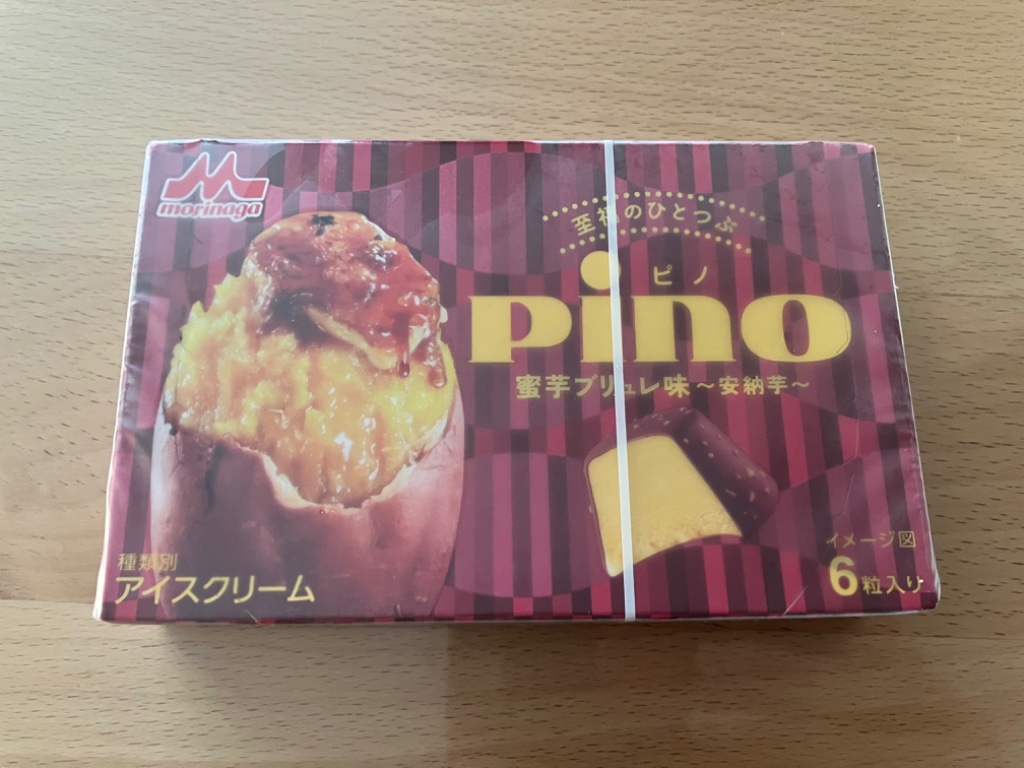 morinaga
至福のひとつぶ
ピノ
pino
蜜芋ブリュレ味～安納芋～
イメージ図
種類別
アイスクリーム
6粒入り